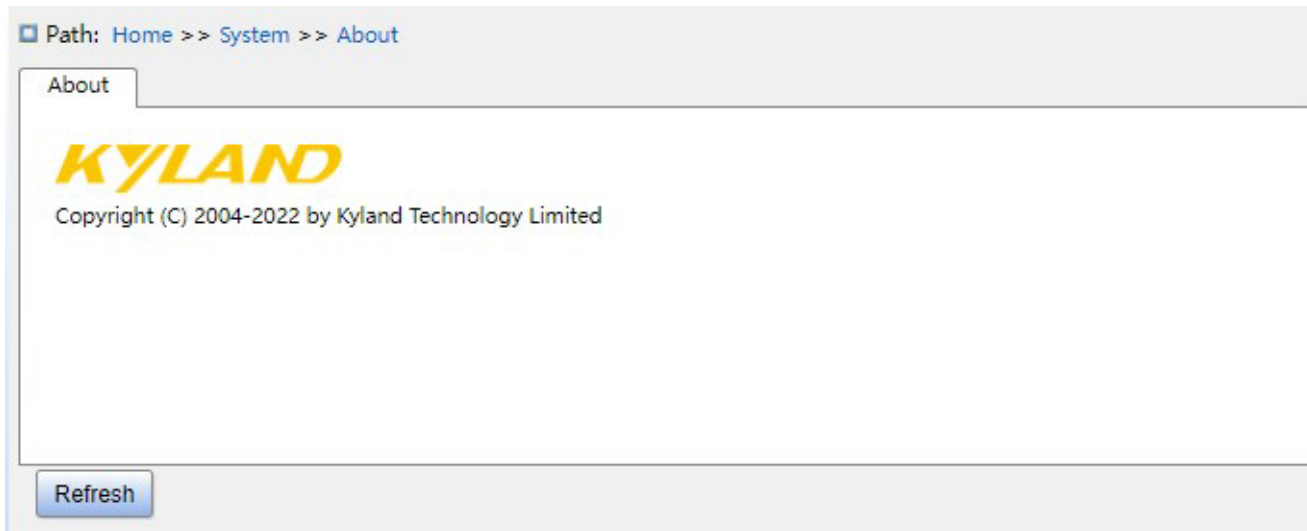 Path: Home >> System >> About
About
KYLAND
Copyright (C) 2004-2022 by Kyland Technology Limited
Refresh